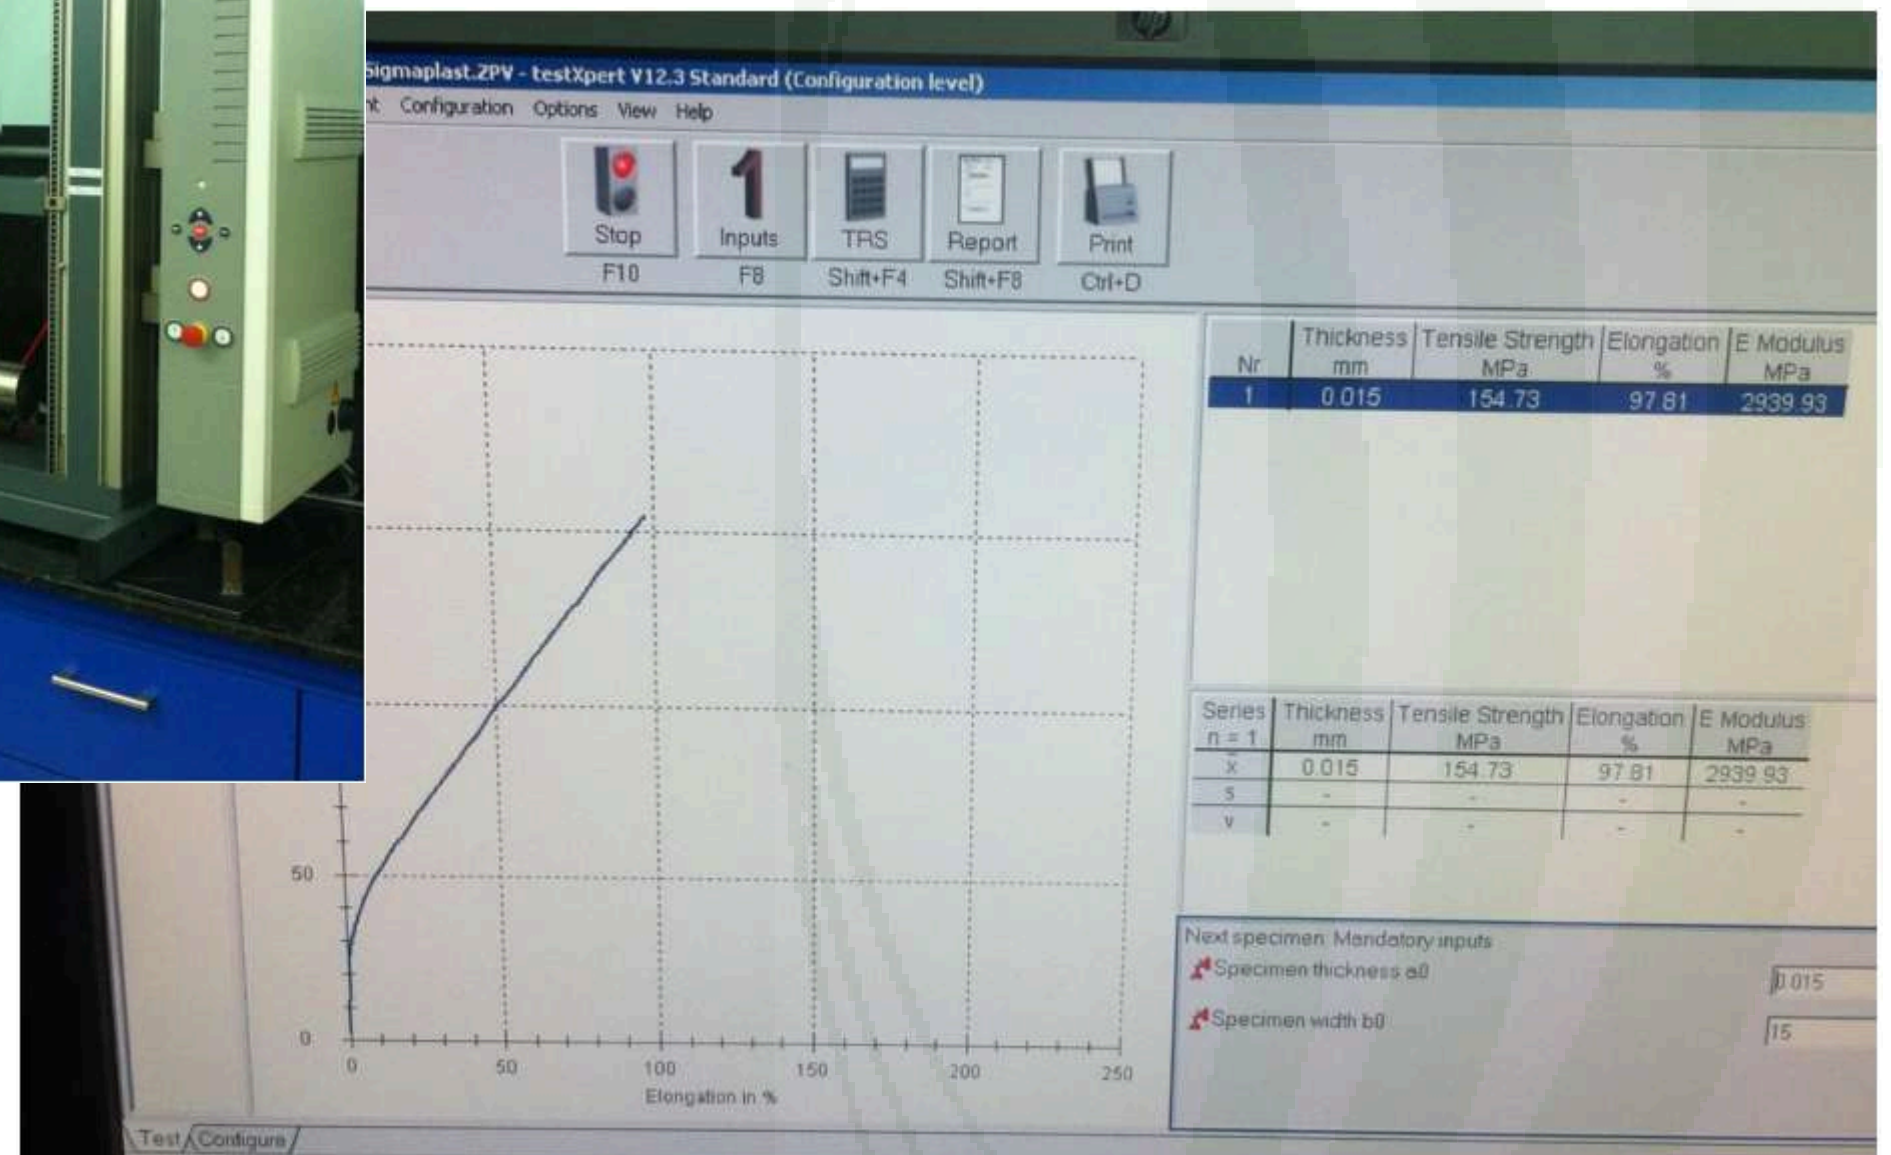 hp
Sigmaplast.ZPV - testXpert V12.3 Standard (Configuration level)
Configuration Options View Help
Stop Inputs TRS Report Print
F10 F8 Shift+F4 Shift+F8 Ctrl+D
Nr Thickness mm Tensile Strength MPa Elongation % E Modulus MPa
1 0.015 154.73 97.81 2939.93
Series n = 1 Thickness mm Tensile Strength MPa Elongation % E Modulus MPa
x̄ 0.015 154.73 97.81 2939.93
s - - - -
v - - - -
50
0
0 50 100 150 200 250
Elongation in %
Next specimen: Mandatory inputs
Specimen thickness a0 0.015
Specimen width b0 15
Test Configure